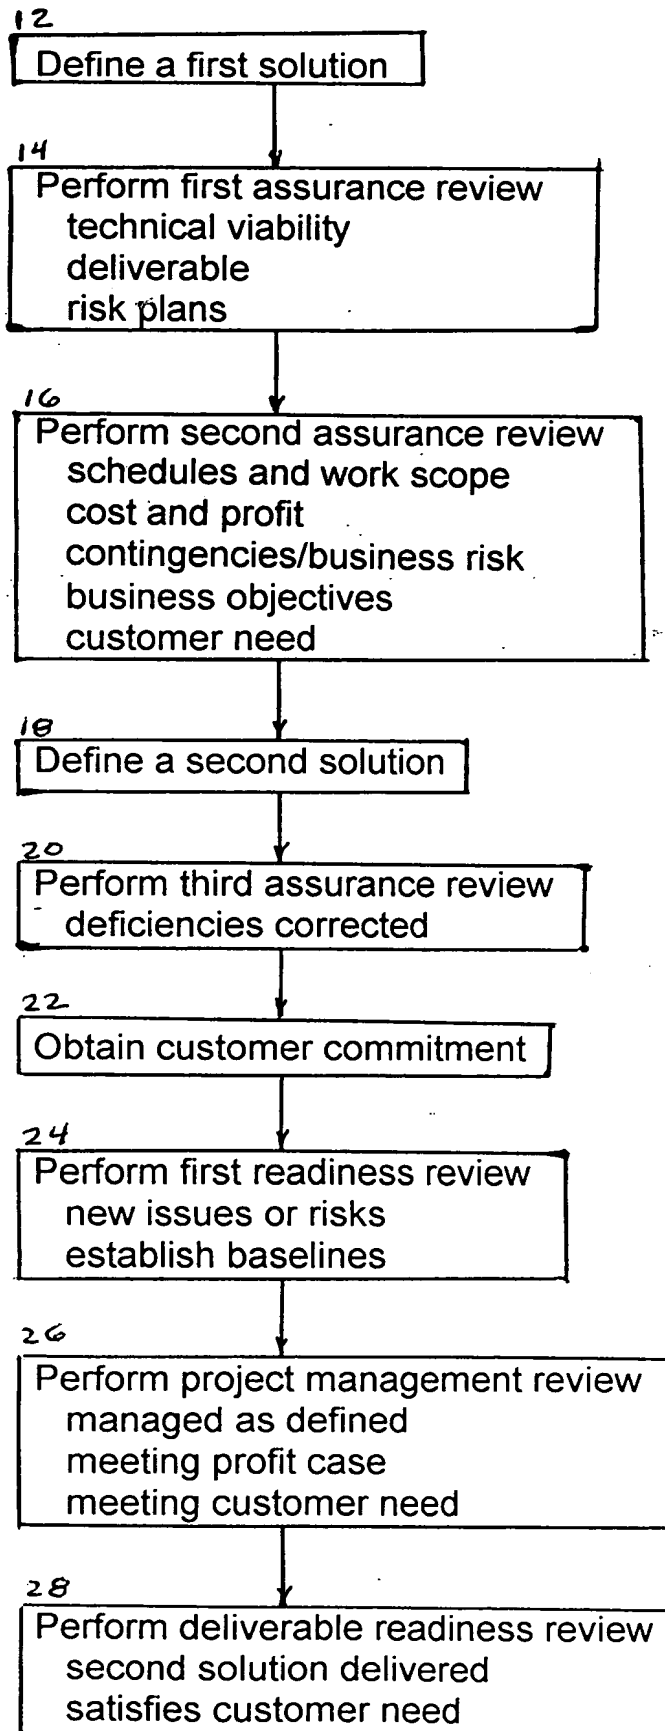 12
Define a first solution
14
Perform first assurance review
technical viability
deliverable
risk plans
16
Perform second assurance review
schedules and work scope
cost and profit
contingencies/business risk
business objectives
customer need
18
Define a second solution
20
Perform third assurance review
deficiencies corrected
22
Obtain customer commitment
24
Perform first readiness review
new issues or risks
establish baselines
26
Perform project management review
managed as defined
meeting profit case
meeting customer need
28
Perform deliverable readiness review
second solution delivered
satisfies customer need